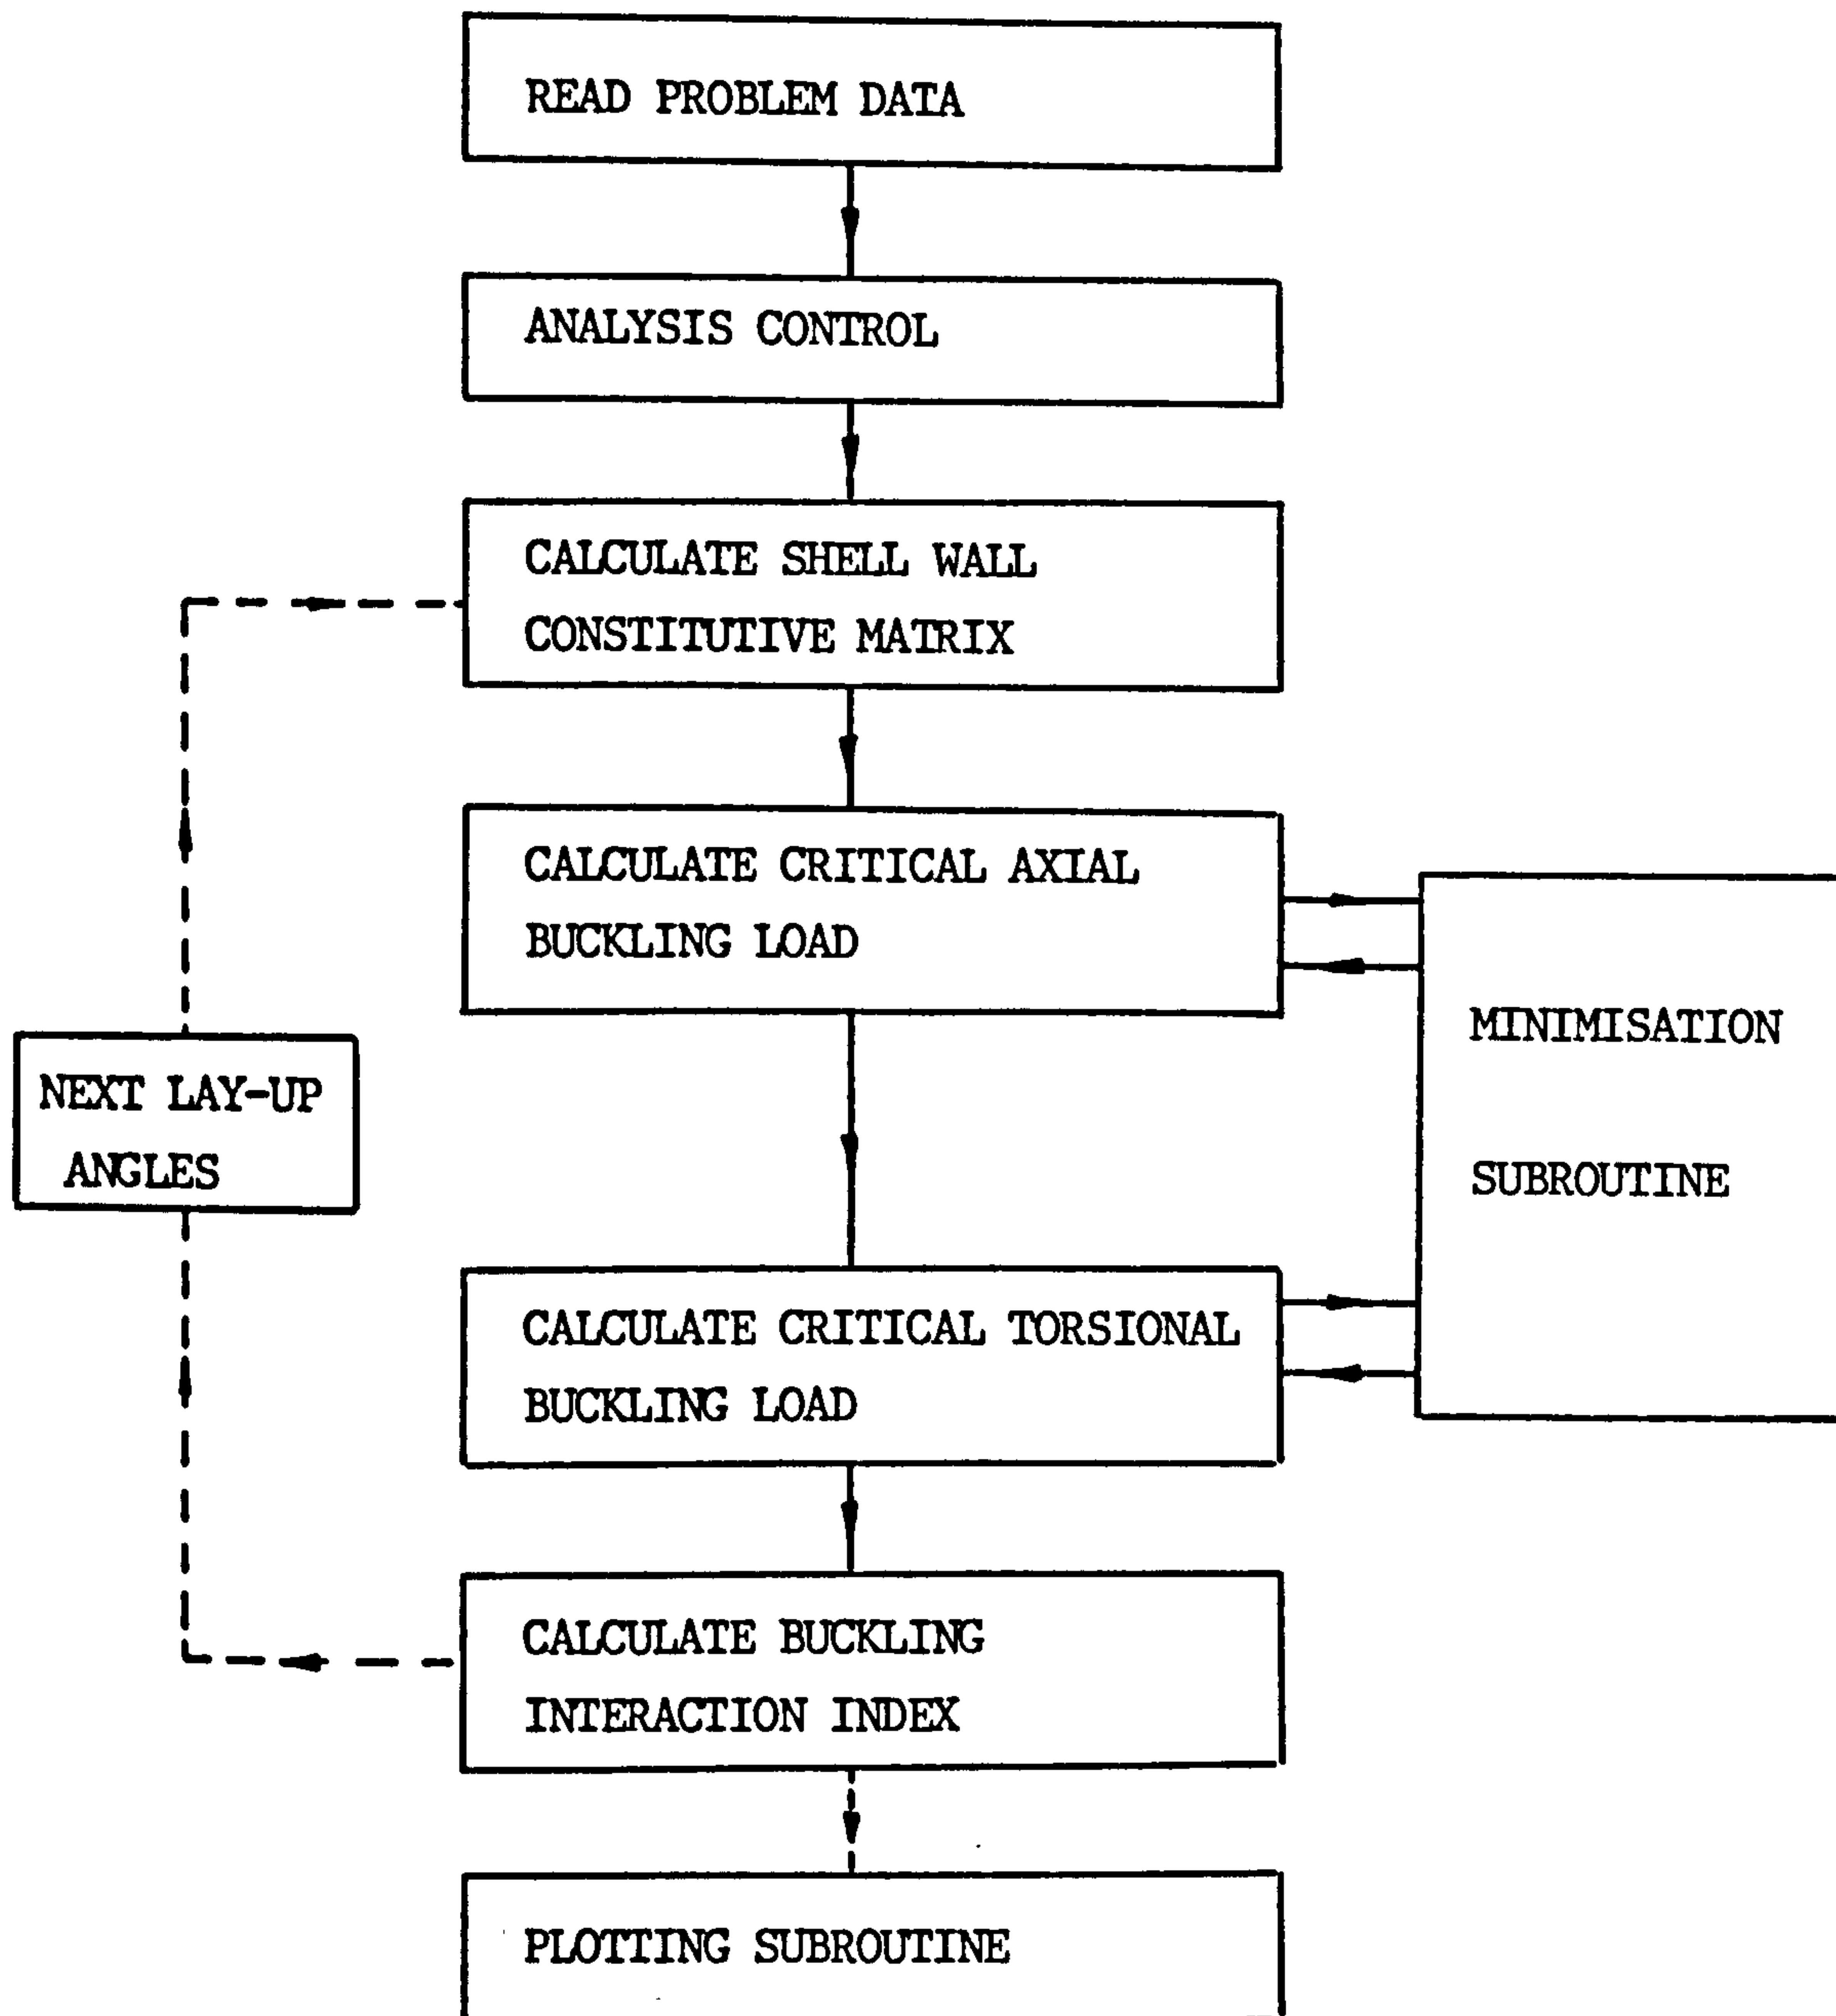 READ PROBLEM DATA
ANALYSIS CONTROL
CALCULATE SHELL WALL
CONSTITUTIVE MATRIX
CALCULATE CRITICAL AXIAL
BUCKLING LOAD
MINIMISATION
SUBROUTINE
NEXT LAY-UP
ANGLES
CALCULATE CRITICAL TORSIONAL
BUCKLING LOAD
CALCULATE BUCKLING
INTERACTION INDEX
PLOTTING SUBROUTINE